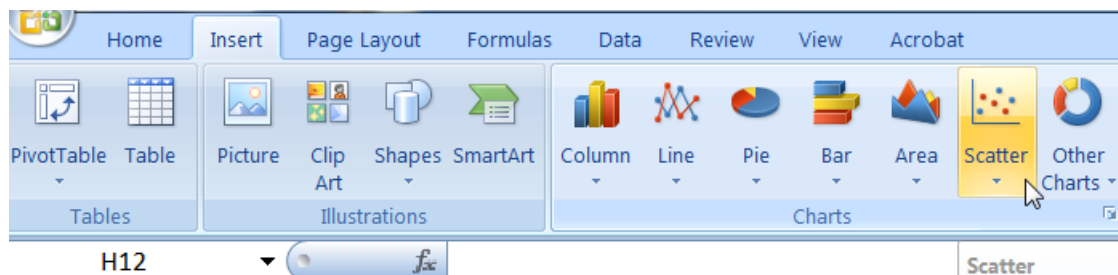 Home Insert Page Layout Formulas Data Review View Acrobat
PivotTable Table Picture Clip Art Shapes SmartArt Column Line Pie Bar Area Scatter Other Charts
Tables Illustrations Charts
H12 fx
Scatter